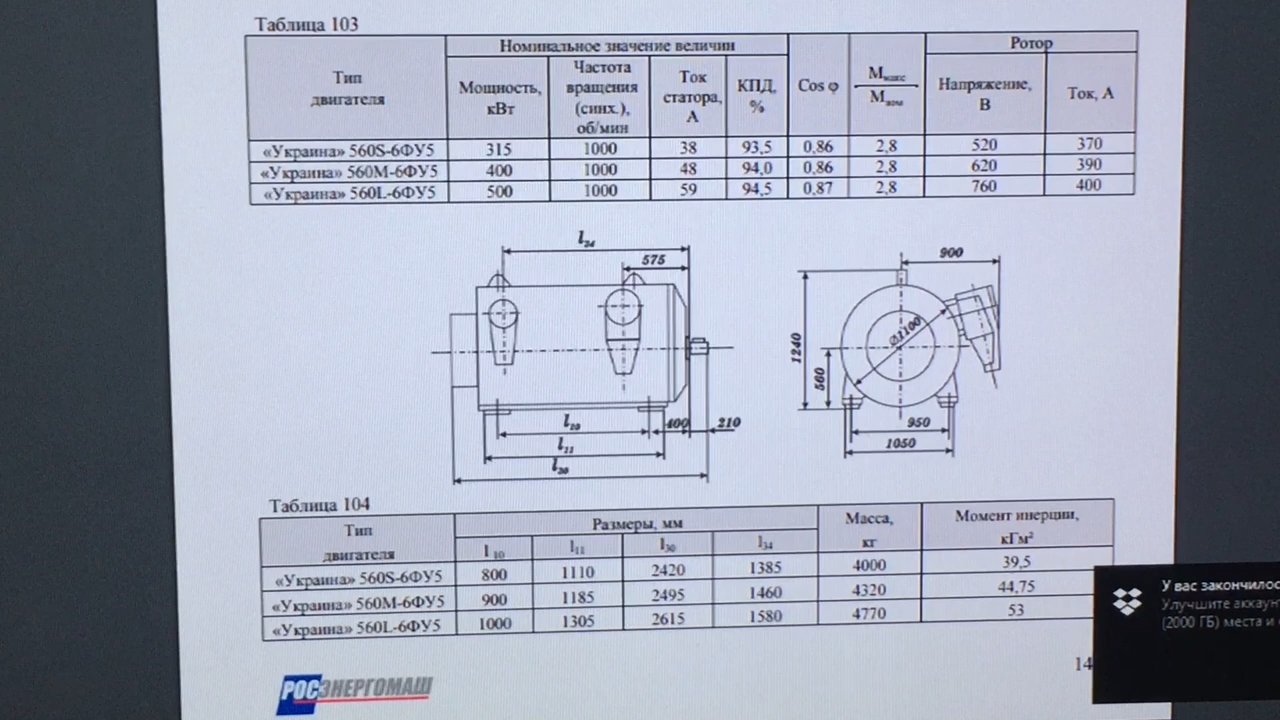 Таблица 103
Тип двигателя | Номинальное значение величин | Cos φ | Ммакс / Мном | Ротор
Мощность, кВт | Частота вращения (синх.), об/мин | Ток статора, А | КПД, % | Напряжение, В | Ток, А
«Украина» 560S-6ФУ5 | 315 | 1000 | 38 | 93,5 | 0,86 | 2,8 | 520 | 370
«Украина» 560M-6ФУ5 | 400 | 1000 | 48 | 94,0 | 0,86 | 2,8 | 620 | 390
«Украина» 560L-6ФУ5 | 500 | 1000 | 59 | 94,5 | 0,87 | 2,8 | 760 | 400
l34
575
l10
400
210
l11
l30
900
1240
560
Ø1100
950
1050
Таблица 104
Тип двигателя | Размеры, мм | Масса, кг | Момент инерции, кГм²
l 10 | l11 | l30 | l34
«Украина» 560S-6ФУ5 | 800 | 1110 | 2420 | 1385 | 4000 | 39,5
«Украина» 560M-6ФУ5 | 900 | 1185 | 2495 | 1460 | 4320 | 44,75
«Украина» 560L-6ФУ5 | 1000 | 1305 | 2615 | 1580 | 4770 | 53
РОСЭНЕРГОМАШ
14
У вас закончилос
Улучшите аккаун
(2000 ГБ) места и